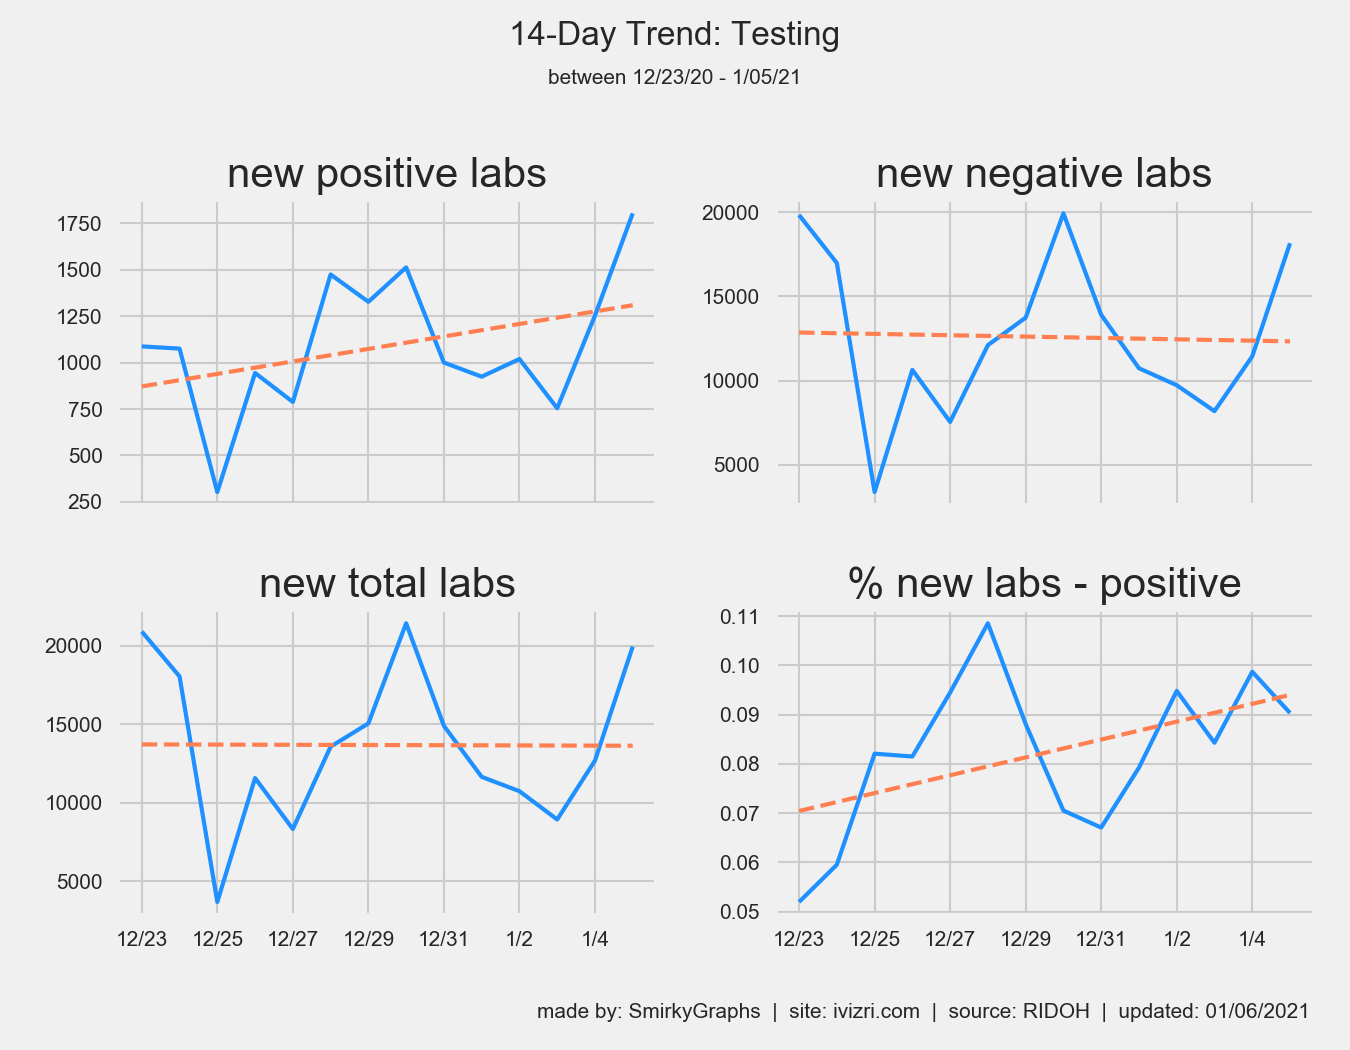 14-Day Trend: Testing
between 12/23/20 - 1/05/21
new positive labs
1750
1500
1250
1000
750
500
250
new negative labs
20000
15000
10000
5000
new total labs
20000
15000
10000
5000
12/23 12/25 12/27 12/29 12/31 1/2 1/4
% new labs - positive
0.11
0.10
0.09
0.08
0.07
0.06
0.05
12/23 12/25 12/27 12/29 12/31 1/2 1/4
made by: SmirkyGraphs | site: ivizri.com | source: RIDOH | updated: 01/06/2021